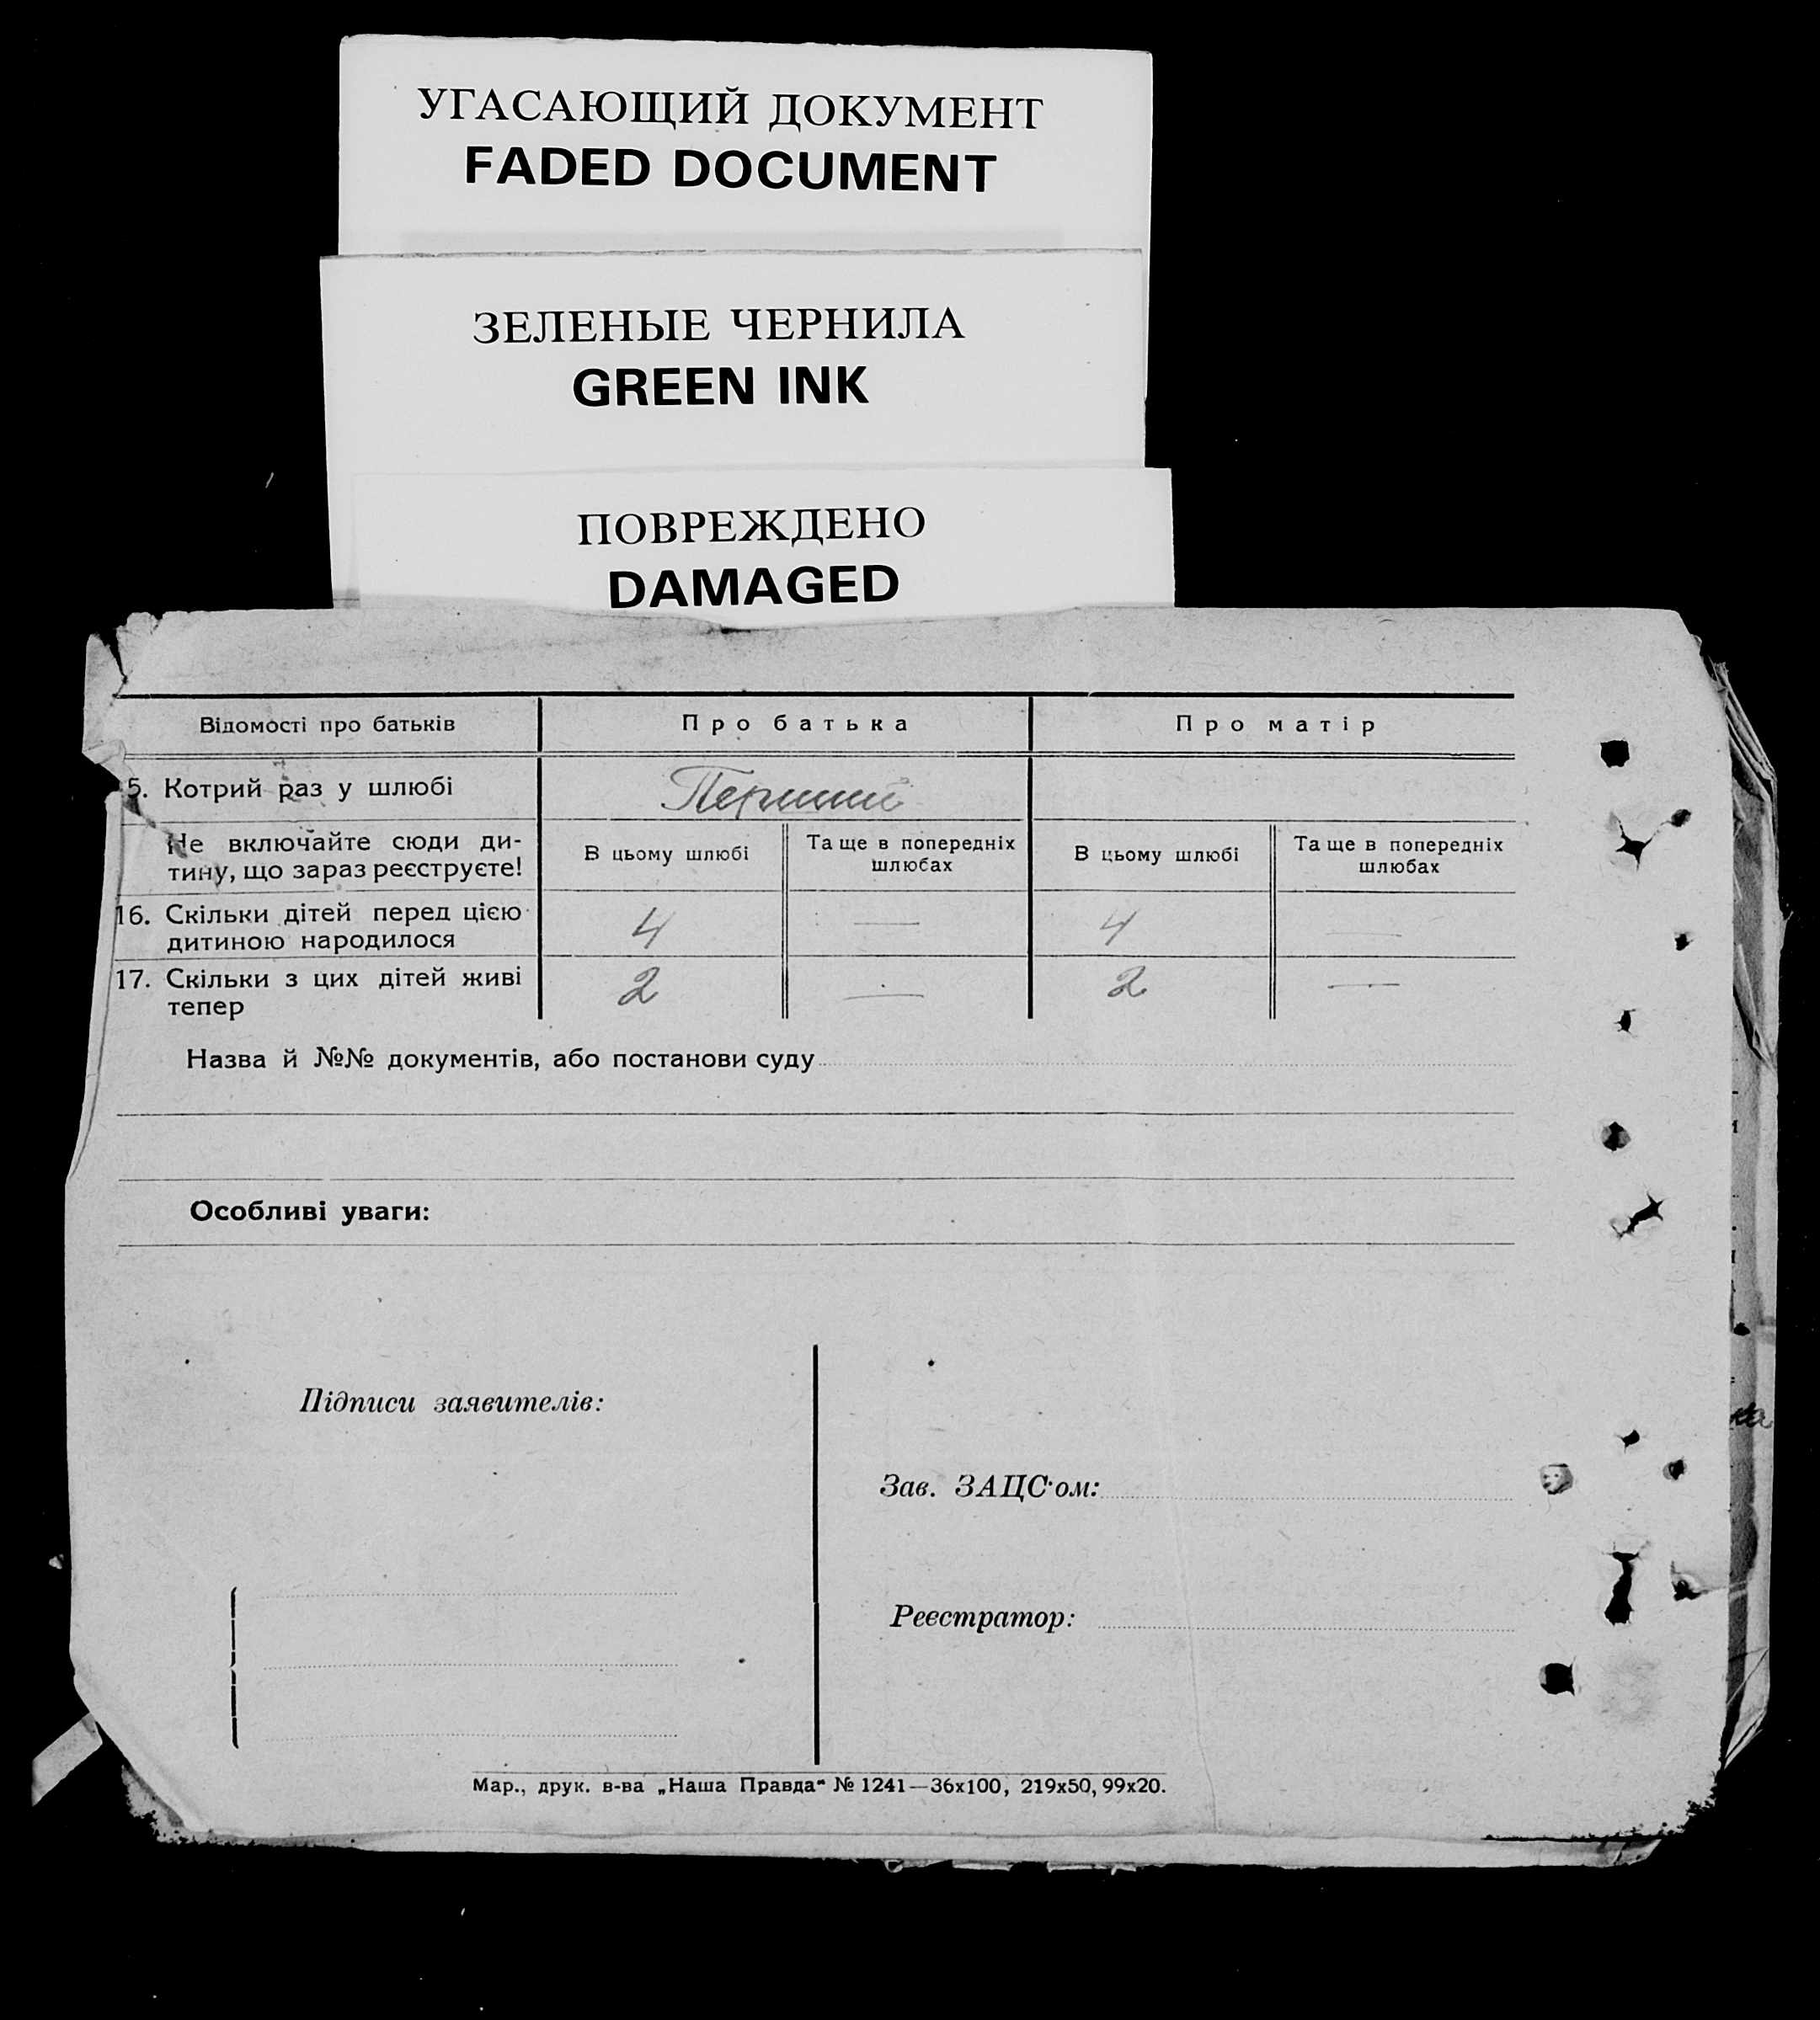 УГАСАЮЩИЙ ДОКУМЕНТ
FADED DOCUMENT
ЗЕЛЕНЫЕ ЧЕРНИЛА
GREEN INK
ПОВРЕЖДЕНО
DAMAGED
Відомості про батьків Про батька Про матір
5. Котрий раз у шлюбі Перший
Не включайте сюди ди-
тину, що зараз реєструєте!
В цьому шлюбі
Та ще в попередніх
шлюбах
В цьому шлюбі
Та ще в попередніх
шлюбах
16. Скільки дітей перед цією
дитиною народилося
4 — 4 —
17. Скільки з цих дітей живі
тепер
2 — 2 —
Назва й №№ документів, або постанови суду
Особливі уваги:
Підписи заявителів:
Зав. ЗАЦС'ом:
Реєстратор:
Мар., друк. в-ва „Наша Правда“ № 1241—36х100, 219х50, 99х20.